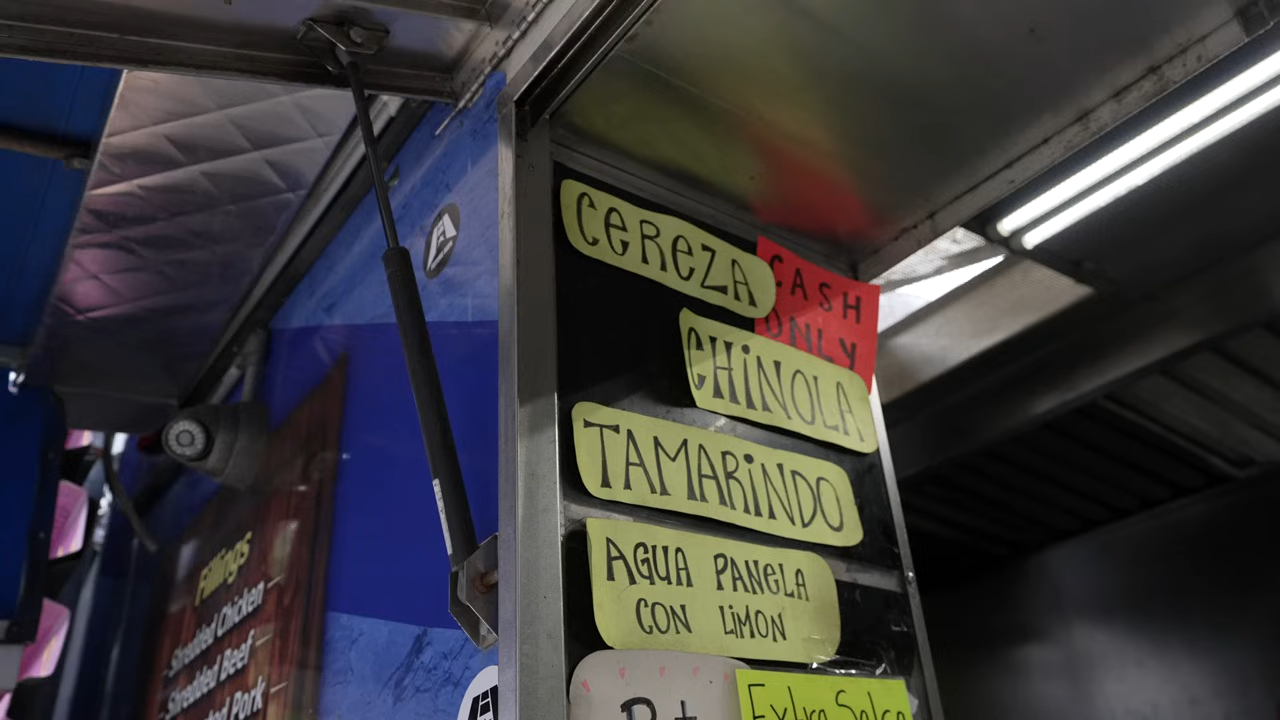 CEREZA
CASH
ONLY
CHINOLA
TAMARINDO
AGUA PANELA
CON LIMON
Extra Salsa
Fillings
Shredded Chicken
Shredded Beef
Pork